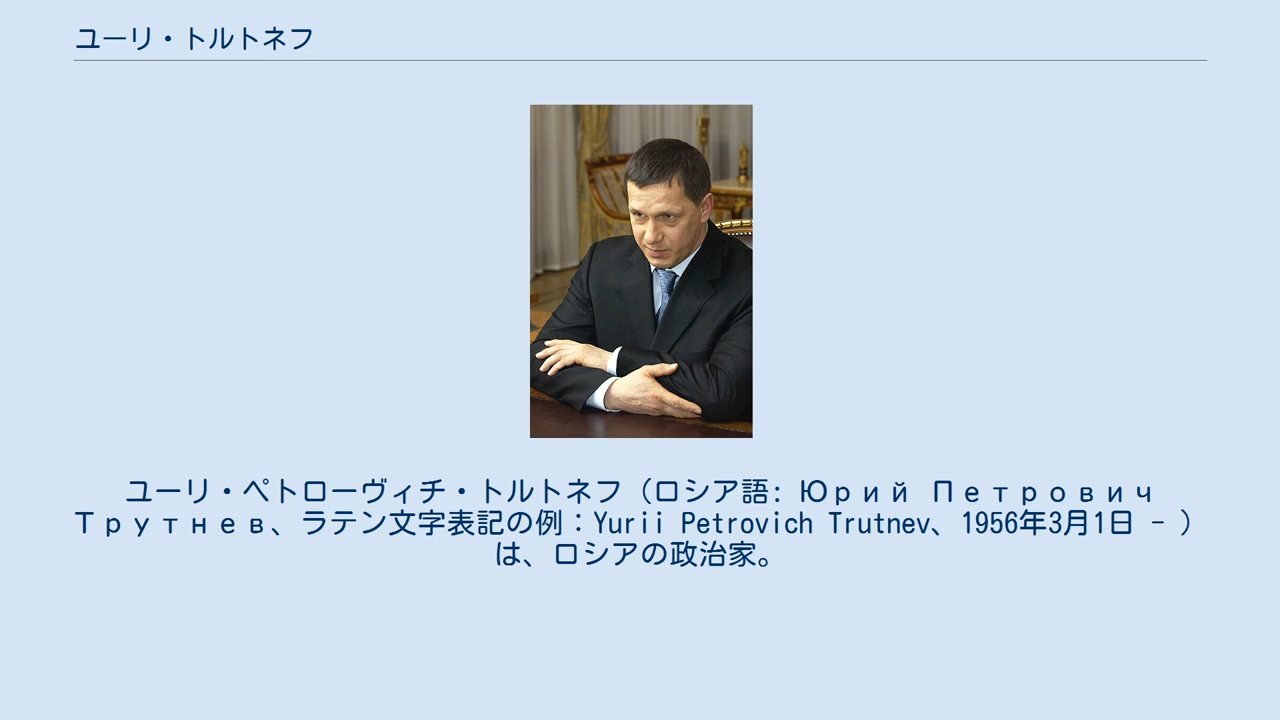 ユーリ・トルトネフ
ユーリ・ペトローヴィチ・トルトネフ（ロシア語: Юрий Петрович
Трутнев、ラテン文字表記の例：Yurii Petrovich Trutnev、1956年3月1日 - ）
は、ロシアの政治家。